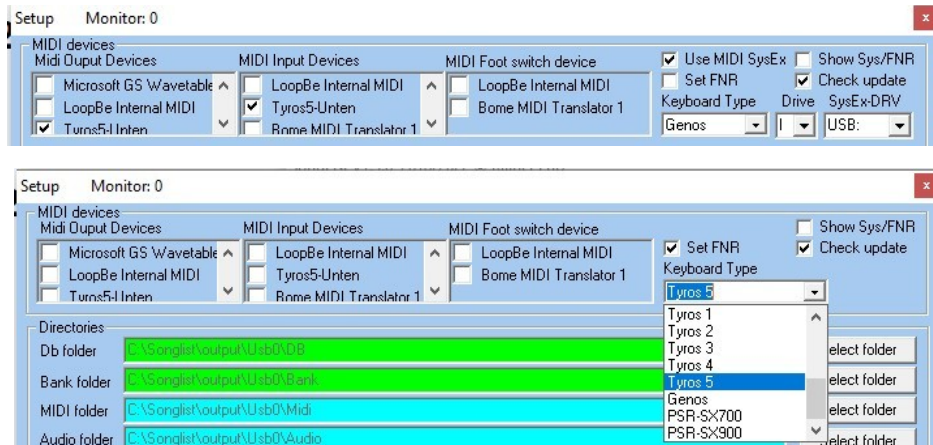 Setup Monitor: 0 x
MIDI devices
Midi Ouput Devices MIDI Input Devices MIDI Foot switch device
Use MIDI SysEx Show Sys/FNR
Microsoft GS Wavetable LoopBe Internal MIDI LoopBe Internal MIDI
Set FNR Check update
LoopBe Internal MIDI Tyros5-Unten Bome MIDI Translator 1
Keyboard Type Drive SysEx-DRV
Tyros5-Unten Bome MIDI Translator 1
Genos I USB:
Setup Monitor: 0 x
MIDI devices
Midi Ouput Devices MIDI Input Devices MIDI Foot switch device
Show Sys/FNR
Microsoft GS Wavetable LoopBe Internal MIDI LoopBe Internal MIDI
Set FNR Check update
LoopBe Internal MIDI Tyros5-Unten Bome MIDI Translator 1
Keyboard Type
Tyros5-Unten Bome MIDI Translator 1
Tyros 5
Tyros 1
Tyros 2
Tyros 3
Tyros 4
Tyros 5
Genos
PSR-SX700
PSR-SX900
Directories
Db folder C:\Songlist\output\Usb0\DB elect folder
Bank folder C:\Songlist\output\Usb0\Bank elect folder
MIDI folder C:\Songlist\output\Usb0\Midi elect folder
Audio folder C:\Songlist\output\Usb0\Audio elect folder